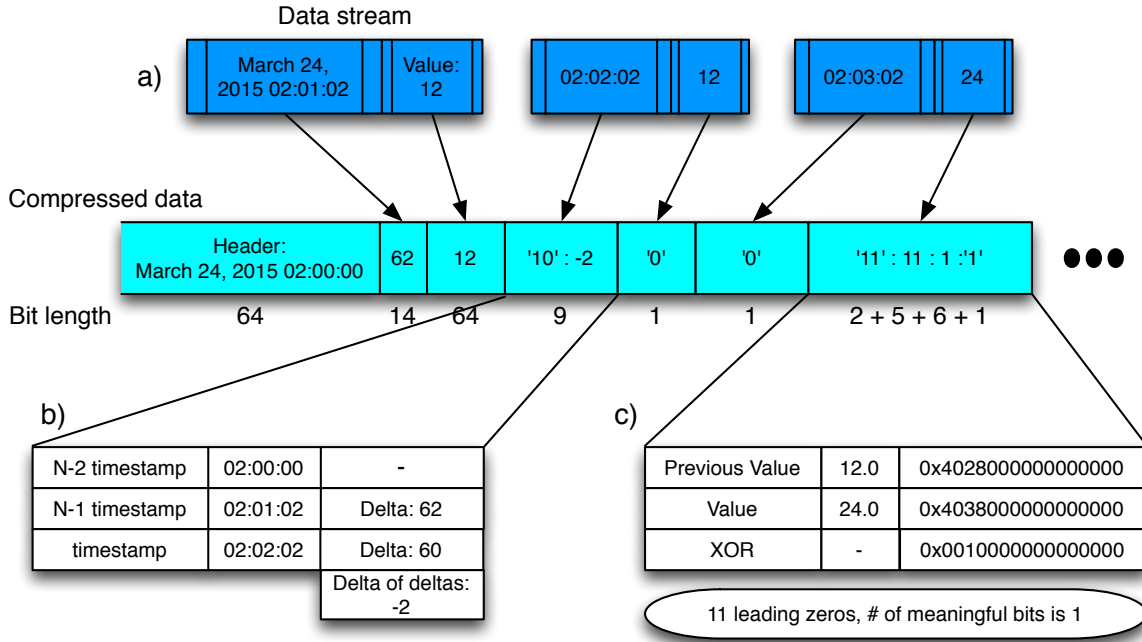 Data stream
a)
March 24,
2015 02:01:02
Value:
12
02:02:02
12
02:03:02
24
Compressed data
Header:
March 24, 2015 02:00:00
62
12
'10' : -2
'0'
'0'
'11' : 11 : 1 :'1'
Bit length
64
14
64
9
1
1
2 + 5 + 6 + 1
b)
N-2 timestamp
02:00:00
-
N-1 timestamp
02:01:02
Delta: 62
timestamp
02:02:02
Delta: 60
Delta of deltas:
-2
c)
Previous Value
12.0
0x4028000000000000
Value
24.0
0x4038000000000000
XOR
-
0x0010000000000000
11 leading zeros, # of meaningful bits is 1